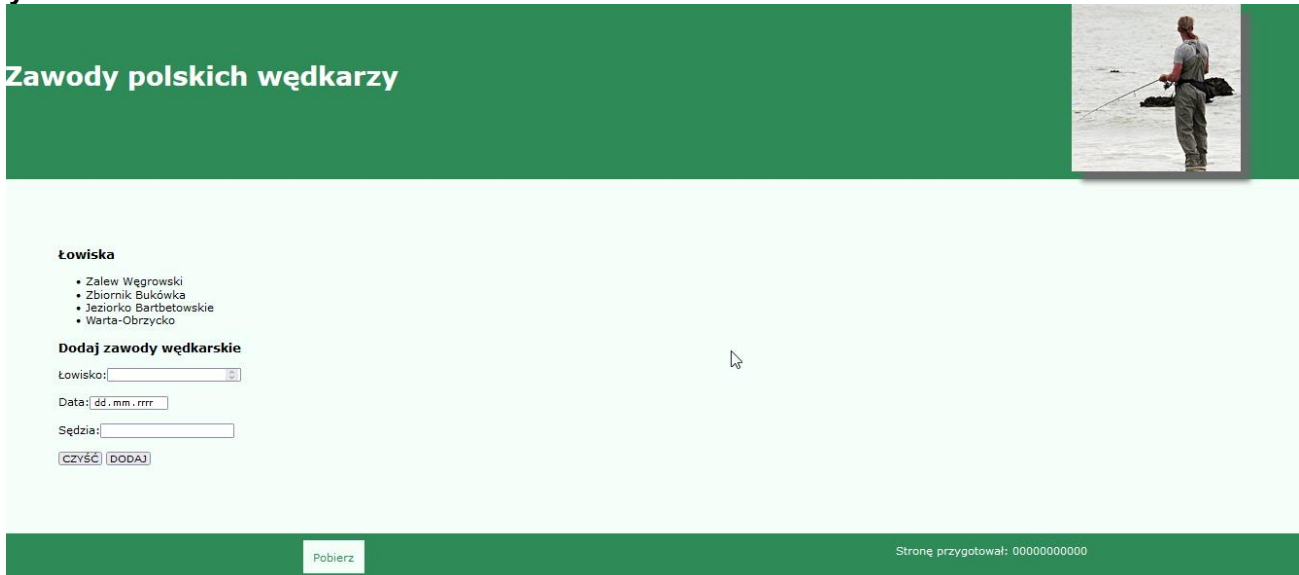 Zawody polskich wędkarzy
Łowiska
Zalew Węgrowski
Zbiornik Bukówka
Jeziorko Bartbetowskie
Warta-Obrzycko
Dodaj zawody wędkarskie
Łowisko:
Data: dd.mm.rrrr
Sędzia:
CZYŚĆ DODAJ
Pobierz
Stronę przygotował: 00000000000